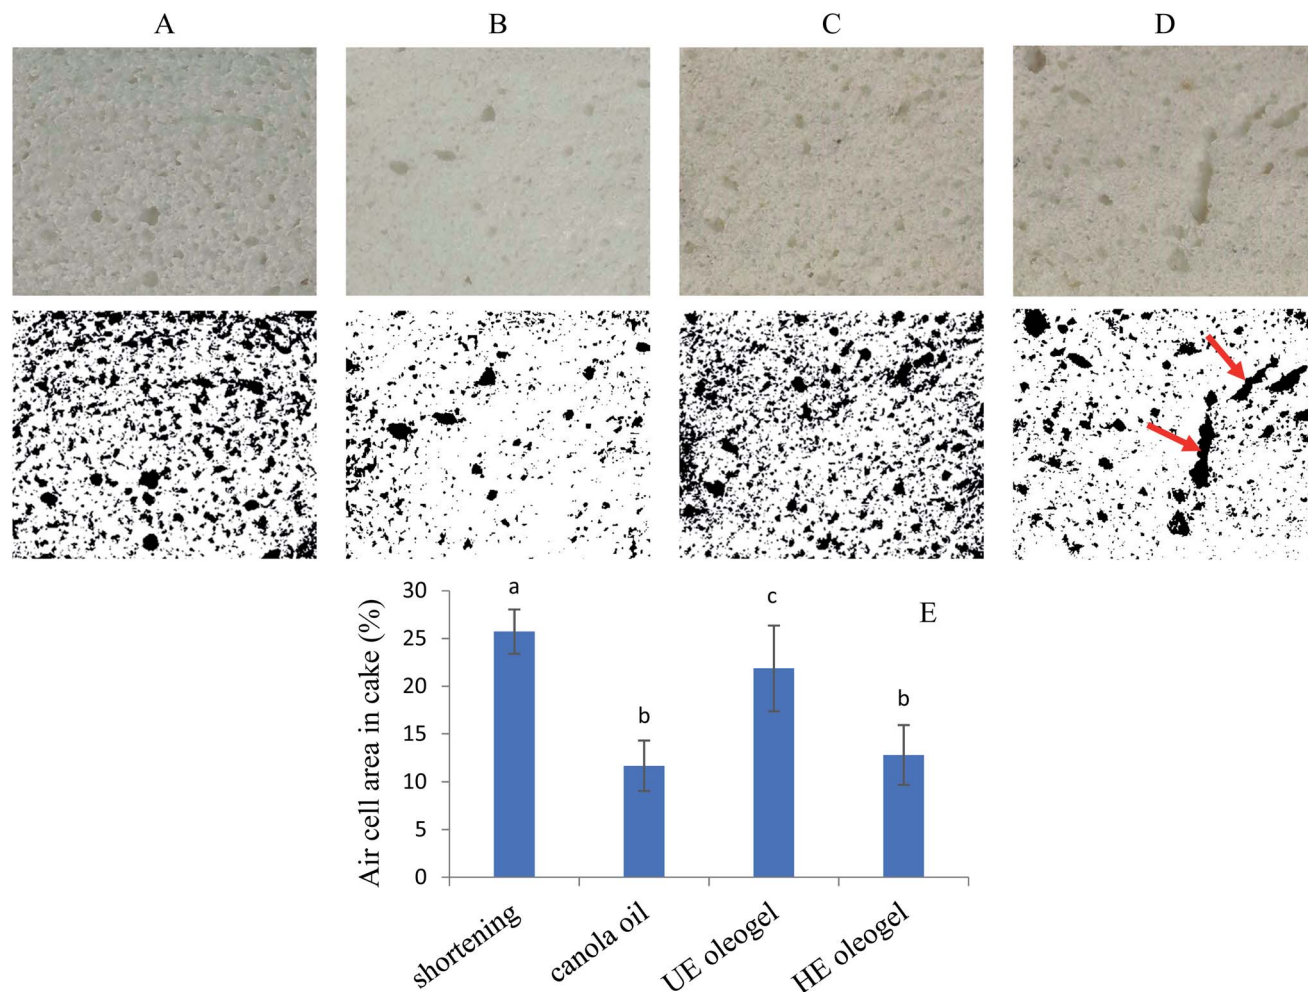 A B C D
E
a
b
c
b
Air cell area in cake (%)
30
25
20
15
10
5
0
shortening
canola oil
UE oleogel
HE oleogel